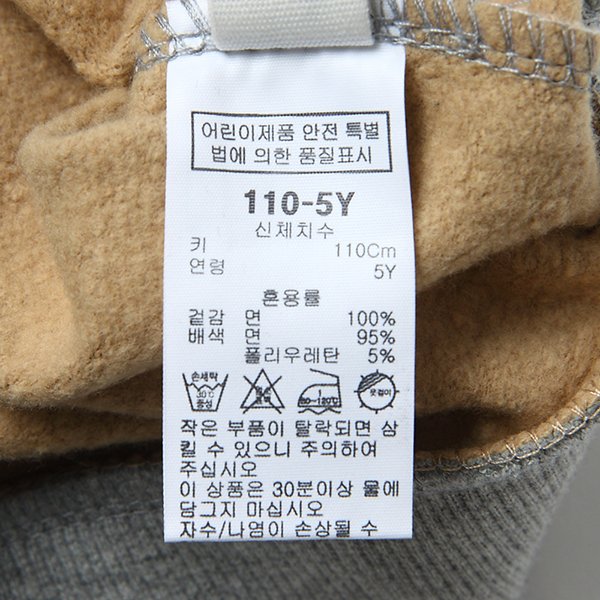 어린이제품 안전 특별
법에 의한 품질표시
110-5Y
신체치수
키 110Cm
연령 5Y
혼용률
겉감 면 100%
배색 면 95%
폴리우레탄 5%
손세탁
30℃
중성
80~120℃
옷걸이
작은 부품이 탈락되면 삼
킬 수 있으니 주의하여
주십시오
이 상품은 30분이상 물에
담그지 마십시오
자수/나염이 손상될 수